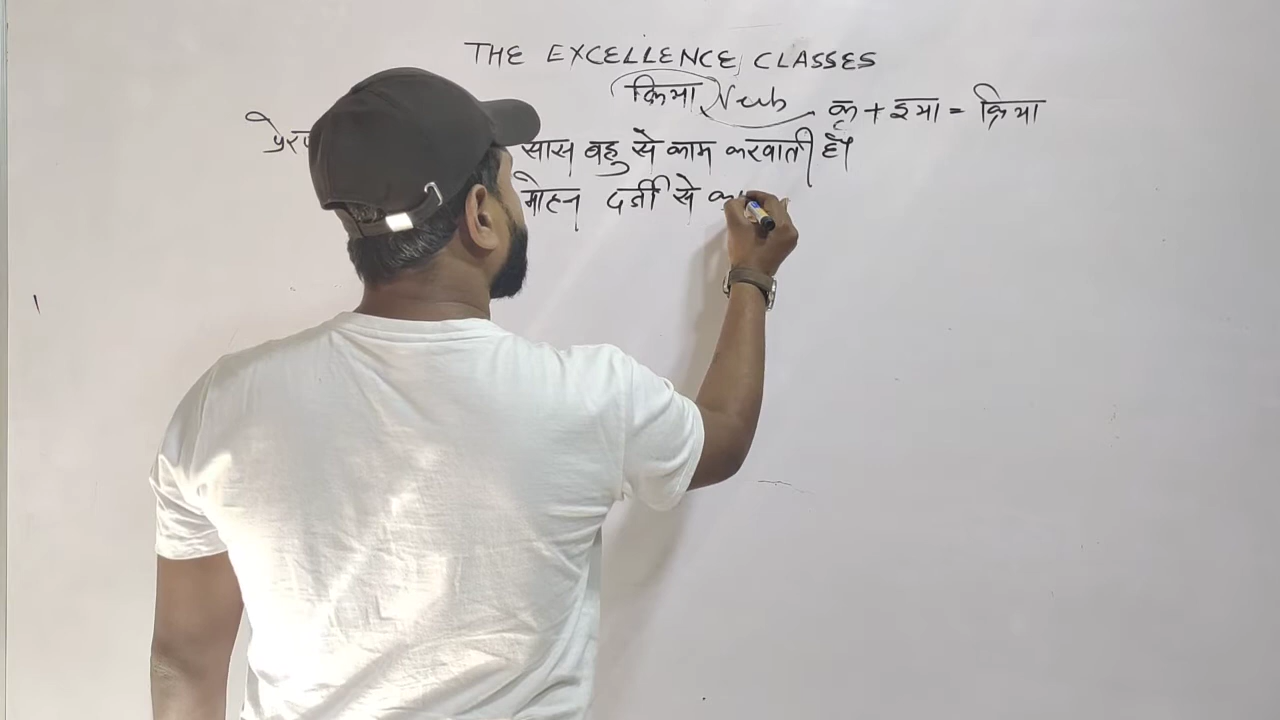 THE EXCELLENCE CLASSES
क्रिया Verb कृ + इया = क्रिया
सास बहु से काम करवाती है।
मोहन दर्जी से